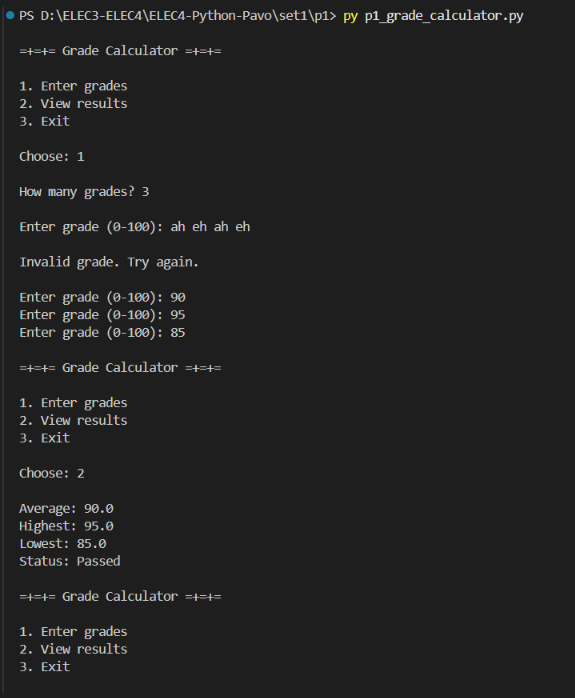 PS D:\ELEC3-ELEC4\ELEC4-Python-Pavo\set1\p1> py p1_grade_calculator.py
=+=+= Grade Calculator =+=+=
1. Enter grades
2. View results
3. Exit
Choose: 1
How many grades? 3
Enter grade (0-100): ah eh ah eh
Invalid grade. Try again.
Enter grade (0-100): 90
Enter grade (0-100): 95
Enter grade (0-100): 85
=+=+= Grade Calculator =+=+=
1. Enter grades
2. View results
3. Exit
Choose: 2
Average: 90.0
Highest: 95.0
Lowest: 85.0
Status: Passed
=+=+= Grade Calculator =+=+=
1. Enter grades
2. View results
3. Exit